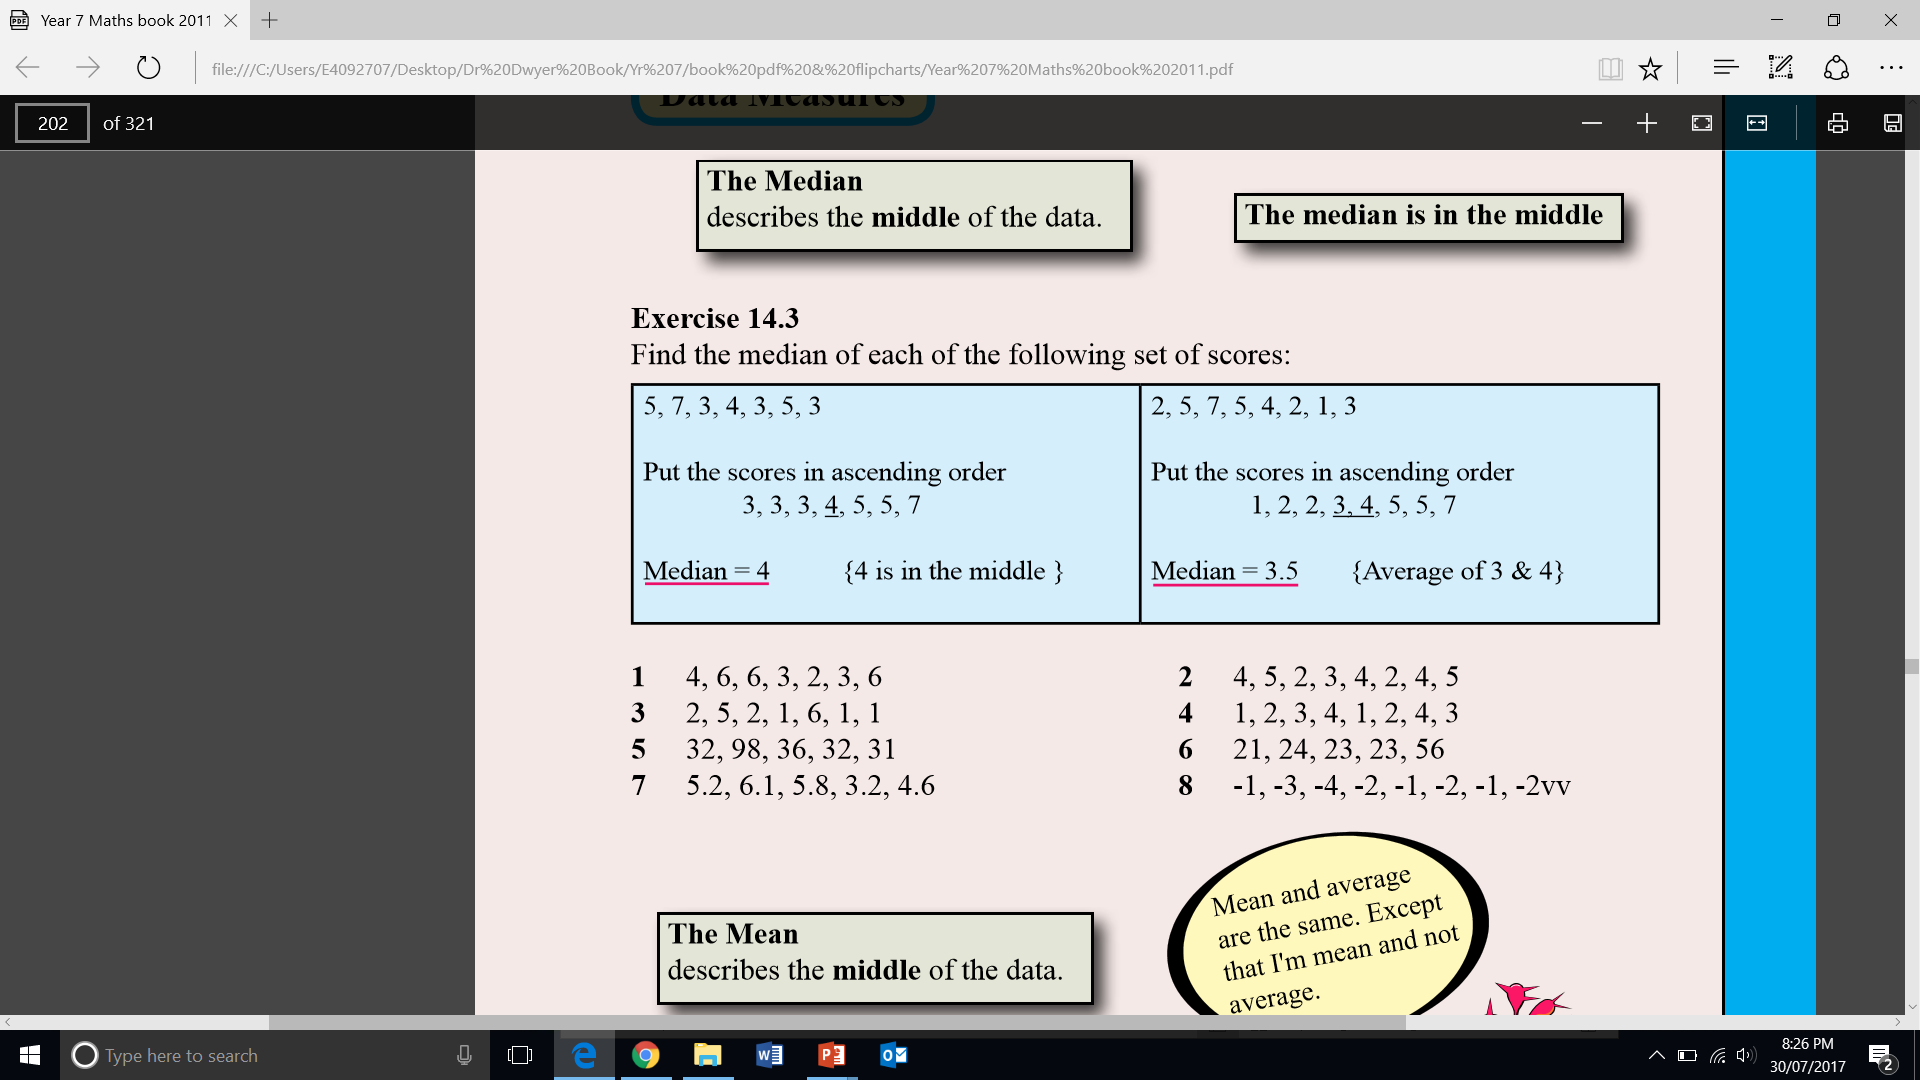 Year 7 Maths book 2011
file:///C:/Users/E4092707/Desktop/Dr%20Dwyer%20Book/Yr%207/book%20pdf%20&%20flipcharts/Year%207%20Maths%20book%202011.pdf
Data Measures
202 of 321
The Median
describes the middle of the data.
The median is in the middle
Exercise 14.3
Find the median of each of the following set of scores:
5, 7, 3, 4, 3, 5, 3
Put the scores in ascending order
3, 3, 3, 4, 5, 5, 7
Median = 4 {4 is in the middle }
2, 5, 7, 5, 4, 2, 1, 3
Put the scores in ascending order
1, 2, 2, 3, 4, 5, 5, 7
Median = 3.5 {Average of 3 & 4}
1 4, 6, 6, 3, 2, 3, 6
2 4, 5, 2, 3, 4, 2, 4, 5
3 2, 5, 2, 1, 6, 1, 1
4 1, 2, 3, 4, 1, 2, 4, 3
5 32, 98, 36, 32, 31
6 21, 24, 23, 23, 56
7 5.2, 6.1, 5.8, 3.2, 4.6
8 -1, -3, -4, -2, -1, -2, -1, -2vv
The Mean
describes the middle of the data.
Mean and average
are the same. Except
that I'm mean and not
average.
Type here to search
8:26 PM
30/07/2017
2